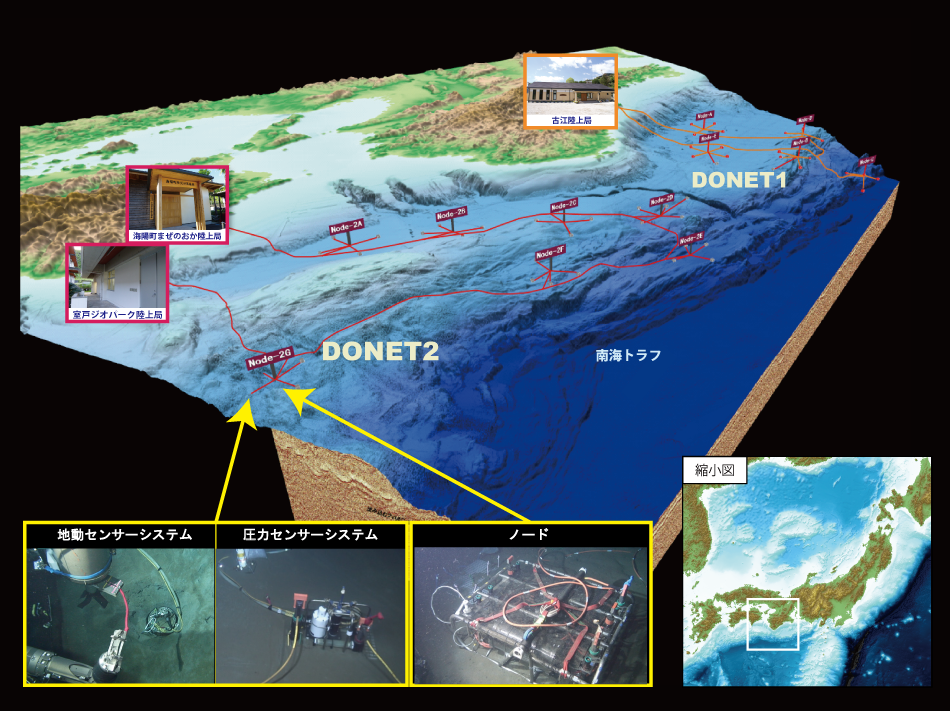 古江陸上局
Node-A
Node-B
Node-E
Node-D
Node-C
DONET1
海陽町まぜのおか陸上局
Node-2A
Node-2B
Node-2C
Node-2D
Node-2E
Node-2F
室戸ジオパーク陸上局
Node-2G
DONET2
南海トラフ
地動センサーシステム
圧力センサーシステム
ノード
縮小図